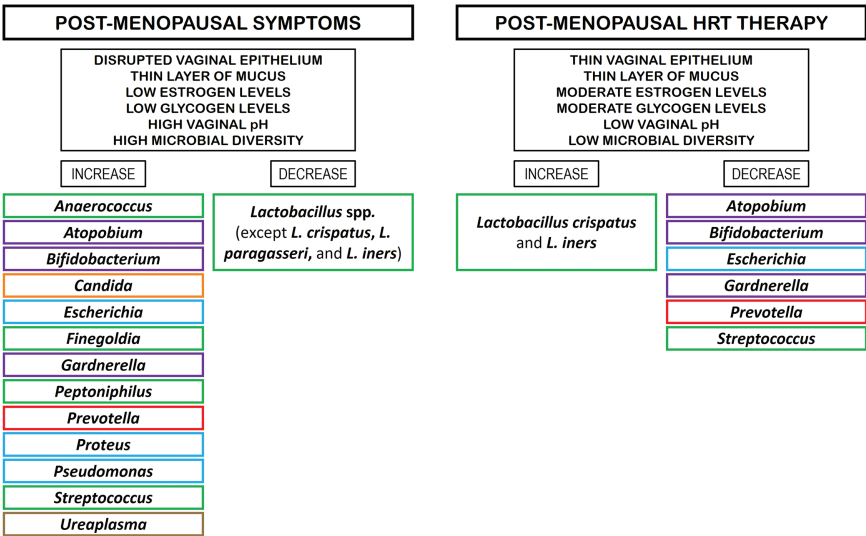 POST-MENOPAUSAL SYMPTOMS
DISRUPTED VAGINAL EPITHELIUM
THIN LAYER OF MUCUS
LOW ESTROGEN LEVELS
LOW GLYCOGEN LEVELS
HIGH VAGINAL pH
HIGH MICROBIAL DIVERSITY
INCREASE
Anaerococcus
Atopobium
Bifidobacterium
Candida
Escherichia
Finegoldia
Gardnerella
Peptoniphilus
Prevotella
Proteus
Pseudomonas
Streptococcus
Ureaplasma
DECREASE
Lactobacillus spp.
(except L. crispatus, L.
paragasseri, and L. iners)
POST-MENOPAUSAL HRT THERAPY
THIN VAGINAL EPITHELIUM
THIN LAYER OF MUCUS
MODERATE ESTROGEN LEVELS
MODERATE GLYCOGEN LEVELS
LOW VAGINAL pH
LOW MICROBIAL DIVERSITY
INCREASE
Lactobacillus crispatus
and L. iners
DECREASE
Atopobium
Bifidobacterium
Escherichia
Gardnerella
Prevotella
Streptococcus